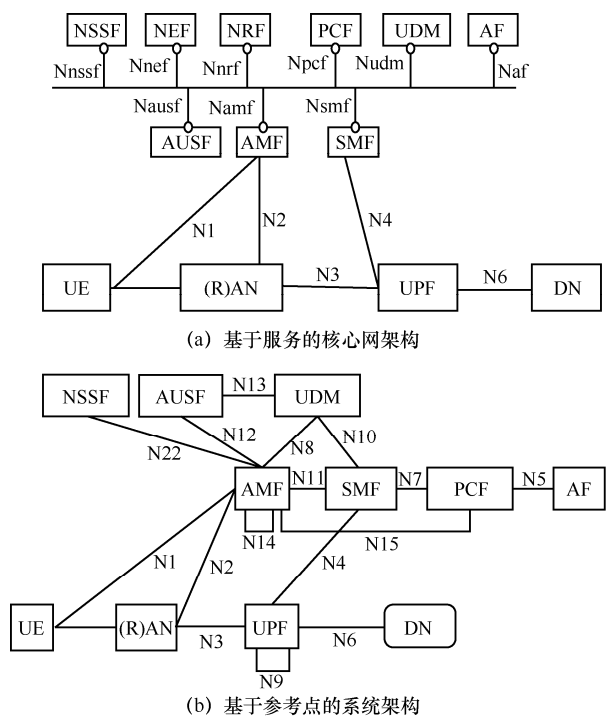 NSSF NEF NRF PCF UDM AF
Nnssf Nnef Nnrf Npcf Nudm Naf
Nausf Namf Nsmf
AUSF AMF SMF
N1 N2 N4
UE (R)AN N3 UPF N6 DN
(a) 基于服务的核心网架构
NSSF AUSF N13 UDM
N22 N12 N8 N10
AMF N11 SMF N7 PCF N5 AF
N14 N15
N1 N2 N4
UE (R)AN N3 UPF N6 DN
N9
(b) 基于参考点的系统架构